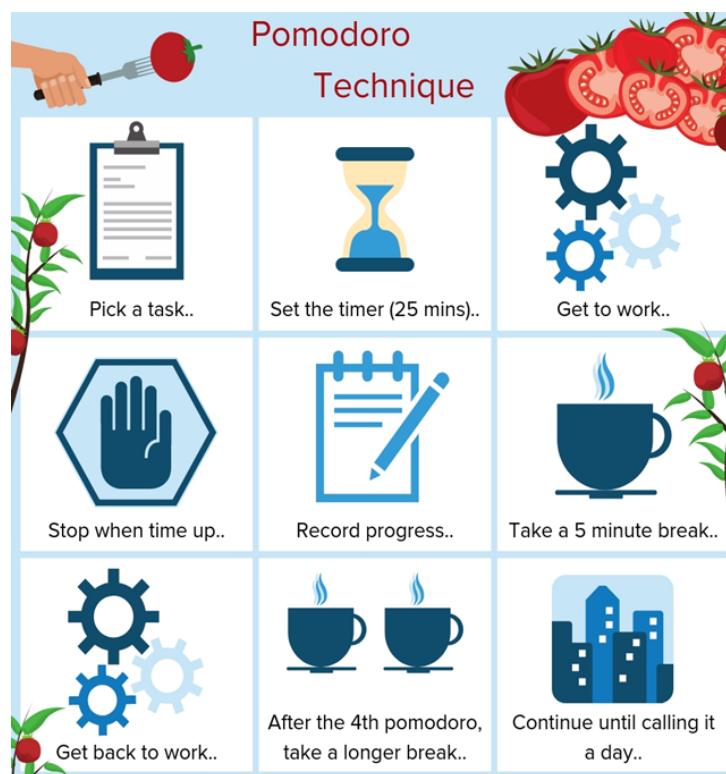 Pomodoro
Technique
Pick a task..
Set the timer (25 mins)..
Get to work..
Stop when time up..
Record progress..
Take a 5 minute break..
Get back to work..
After the 4th pomodoro,
take a longer break..
Continue until calling it
a day..